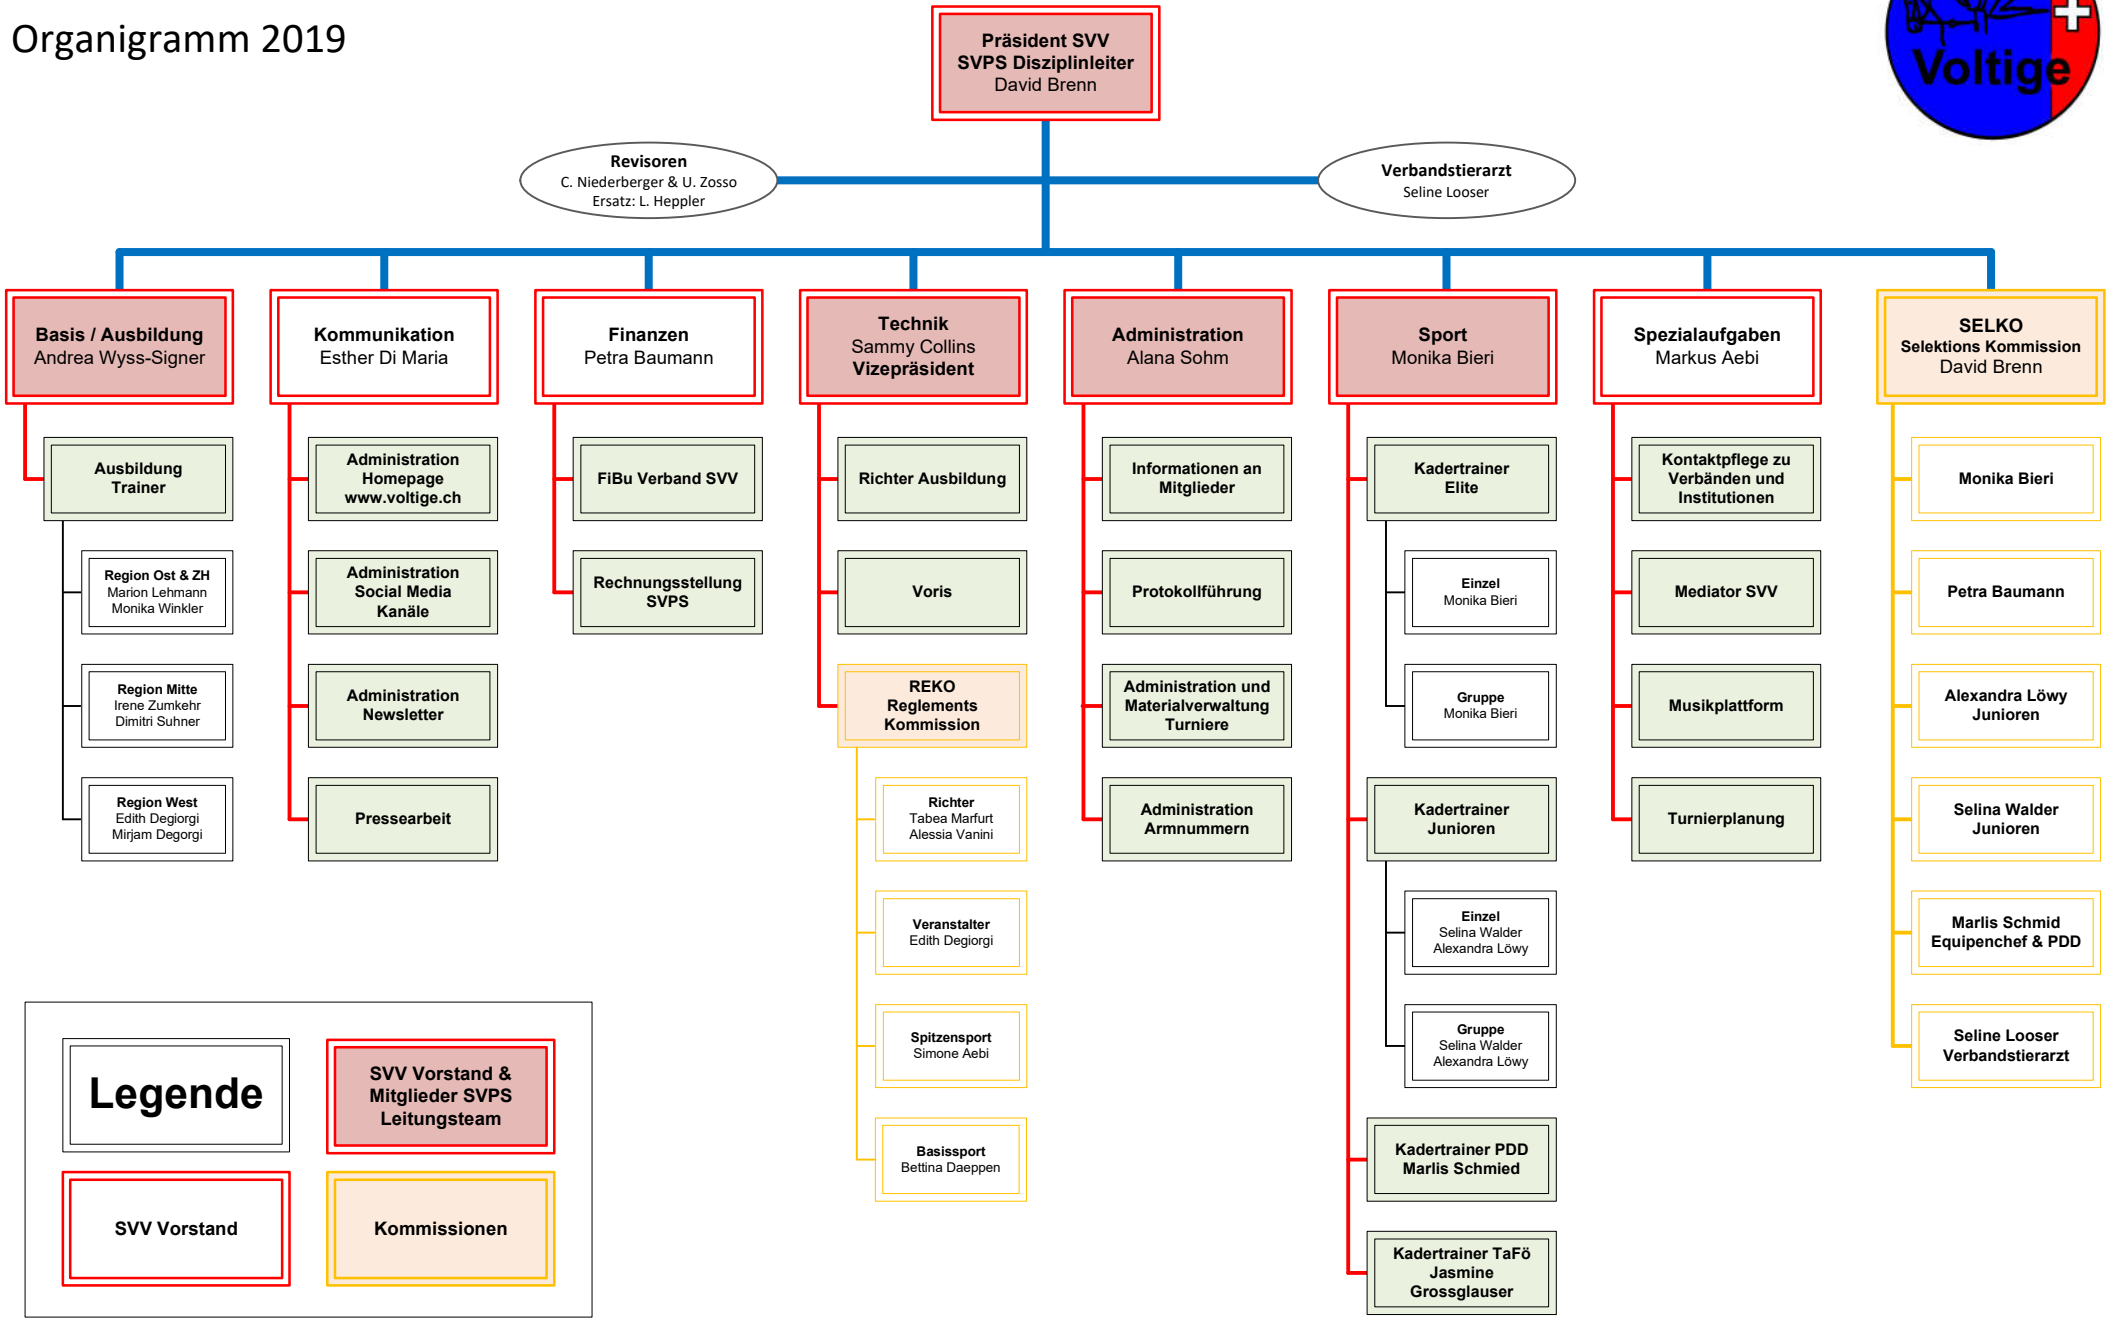 Organigramm 2019
Präsident SVV
SVPS Disziplinleiter
David Brenn
Voltige
Revisoren
C. Niederberger & U. Zosso
Ersatz: L. Heppler
Verbandstierarzt
Seline Looser
Basis / Ausbildung
Andrea Wyss-Signer
Kommunikation
Esther Di Maria
Finanzen
Petra Baumann
Technik
Sammy Collins
Vizepräsident
Administration
Alana Sohm
Sport
Monika Bieri
Spezialaufgaben
Markus Aebi
SELKO
Selektions Kommission
David Brenn
Ausbildung
Trainer
Region Ost & ZH
Marion Lehmann
Monika Winkler
Region Mitte
Irene Zumkehr
Dimitri Suhner
Region West
Edith Degiorgi
Mirjam Degorgi
Administration
Homepage
www.voltige.ch
Administration
Social Media
Kanäle
Administration
Newsletter
Pressearbeit
FiBu Verband SVV
Rechnungsstellung
SVPS
Richter Ausbildung
Voris
REKO
Reglements
Kommission
Richter
Tabea Marfurt
Alessia Vanini
Veranstalter
Edith Degiorgi
Spitzensport
Simone Aebi
Basissport
Bettina Daeppen
Informationen an
Mitglieder
Protokollführung
Administration und
Materialverwaltung
Turniere
Administration
Armnummern
Kadertrainer
Elite
Einzel
Monika Bieri
Gruppe
Monika Bieri
Kadertrainer
Junioren
Einzel
Selina Walder
Alexandra Löwy
Gruppe
Selina Walder
Alexandra Löwy
Kadertrainer PDD
Marlis Schmied
Kadertrainer TaFö
Jasmine
Grossglauser
Kontaktpflege zu
Verbänden und
Institutionen
Mediator SVV
Musikplattform
Turnierplanung
Monika Bieri
Petra Baumann
Alexandra Löwy
Junioren
Selina Walder
Junioren
Marlis Schmid
Equipenchef & PDD
Seline Looser
Verbandstierarzt
Legende
SVV Vorstand &
Mitglieder SVPS
Leitungsteam
SVV Vorstand
Kommissionen